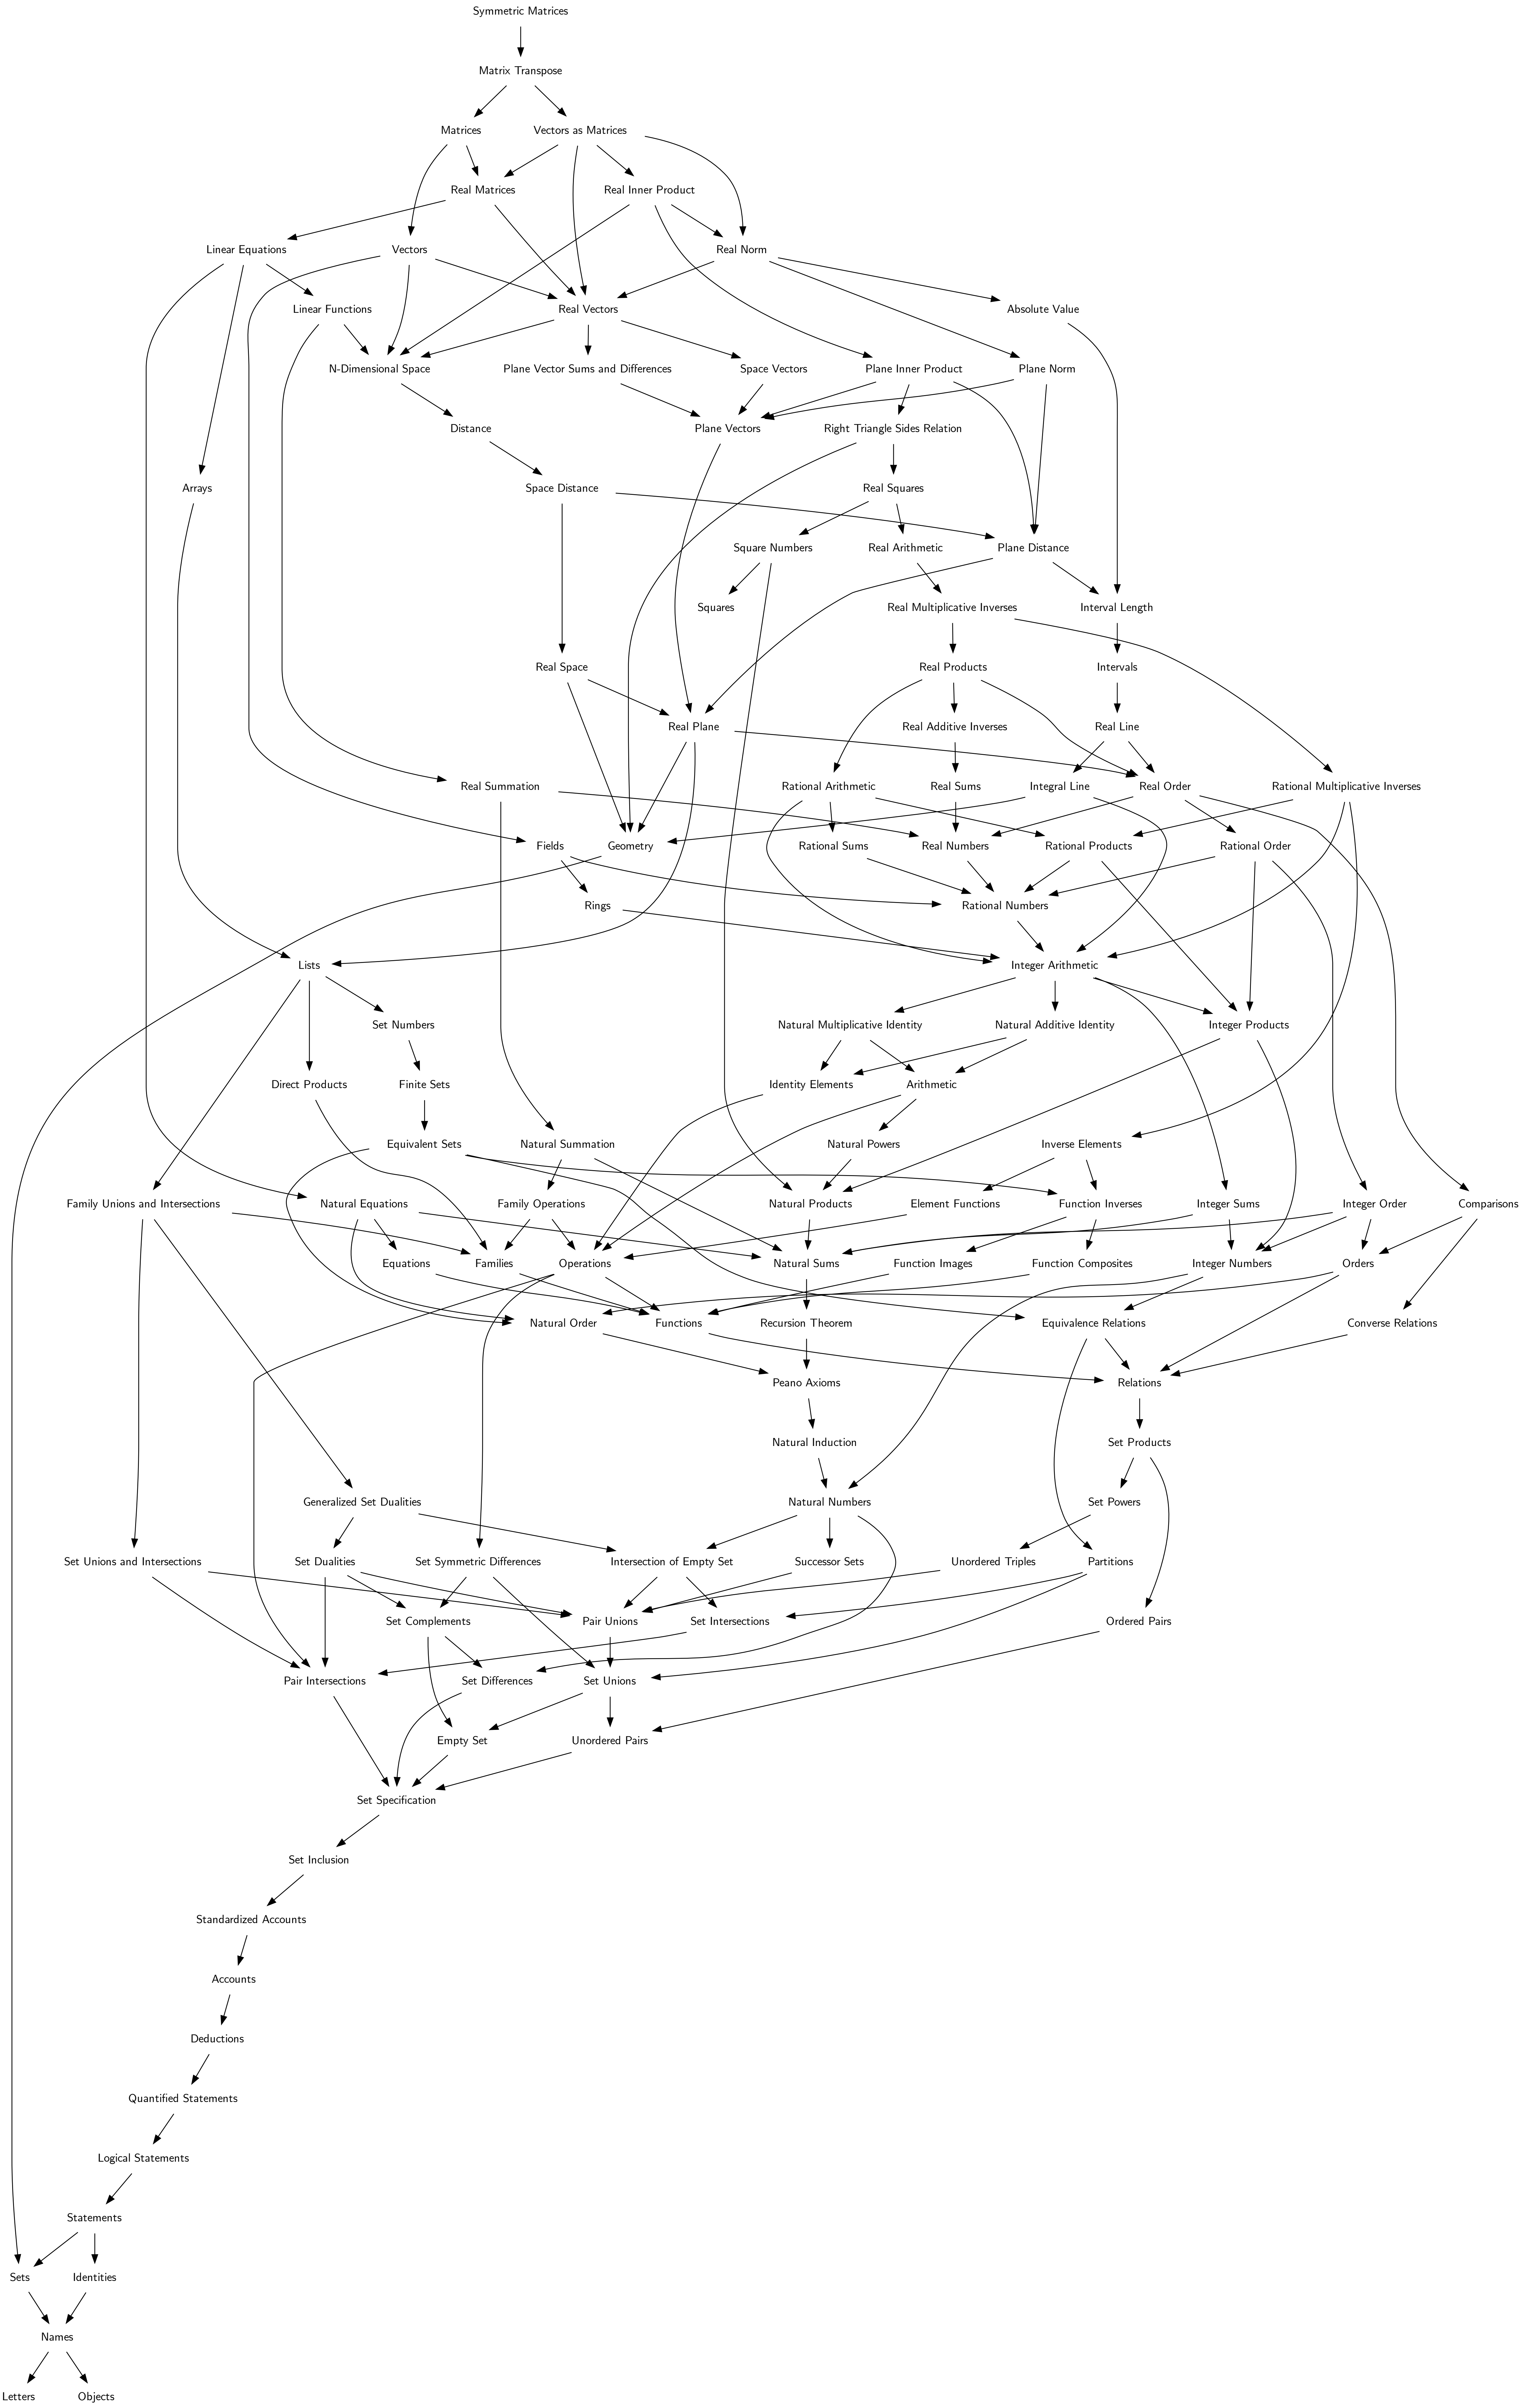 Symmetric Matrices
Matrix Transpose
Matrices
Vectors as Matrices
Real Matrices
Real Inner Product
Linear Equations
Vectors
Real Norm
Linear Functions
Real Vectors
Absolute Value
N-Dimensional Space
Plane Vector Sums and Differences
Space Vectors
Plane Inner Product
Plane Norm
Distance
Plane Vectors
Right Triangle Sides Relation
Arrays
Space Distance
Real Squares
Square Numbers
Real Arithmetic
Plane Distance
Squares
Real Multiplicative Inverses
Interval Length
Real Space
Real Products
Intervals
Real Plane
Real Additive Inverses
Real Line
Real Summation
Rational Arithmetic
Real Sums
Integral Line
Real Order
Rational Multiplicative Inverses
Fields
Geometry
Rational Sums
Real Numbers
Rational Products
Rational Order
Rings
Rational Numbers
Lists
Integer Arithmetic
Set Numbers
Natural Multiplicative Identity
Natural Additive Identity
Integer Products
Direct Products
Finite Sets
Identity Elements
Arithmetic
Equivalent Sets
Natural Summation
Natural Powers
Inverse Elements
Family Unions and Intersections
Natural Equations
Family Operations
Natural Products
Element Functions
Function Inverses
Integer Sums
Integer Order
Comparisons
Equations
Families
Operations
Natural Sums
Function Images
Function Composites
Integer Numbers
Orders
Natural Order
Functions
Recursion Theorem
Equivalence Relations
Converse Relations
Peano Axioms
Relations
Natural Induction
Set Products
Generalized Set Dualities
Natural Numbers
Set Powers
Set Unions and Intersections
Set Dualities
Set Symmetric Differences
Intersection of Empty Set
Successor Sets
Unordered Triples
Partitions
Set Complements
Pair Unions
Set Intersections
Ordered Pairs
Pair Intersections
Set Differences
Set Unions
Empty Set
Unordered Pairs
Set Specification
Set Inclusion
Standardized Accounts
Accounts
Deductions
Quantified Statements
Logical Statements
Statements
Sets
Identities
Names
Letters
Objects